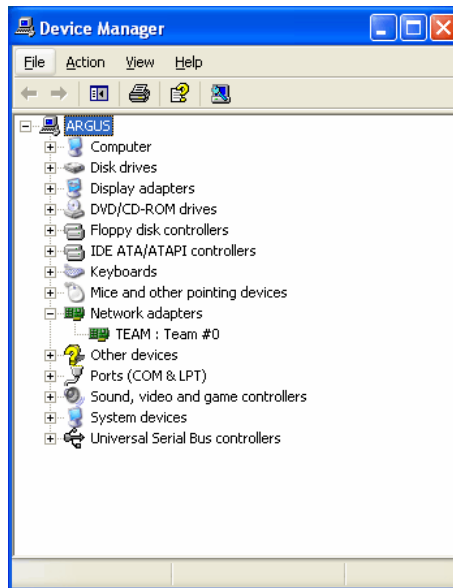 Device Manager
File Action View Help
ARGUS
Computer
Disk drives
Display adapters
DVD/CD-ROM drives
Floppy disk controllers
IDE ATA/ATAPI controllers
Keyboards
Mice and other pointing devices
Network adapters
TEAM : Team #0
Other devices
Ports (COM & LPT)
Sound, video and game controllers
System devices
Universal Serial Bus controllers